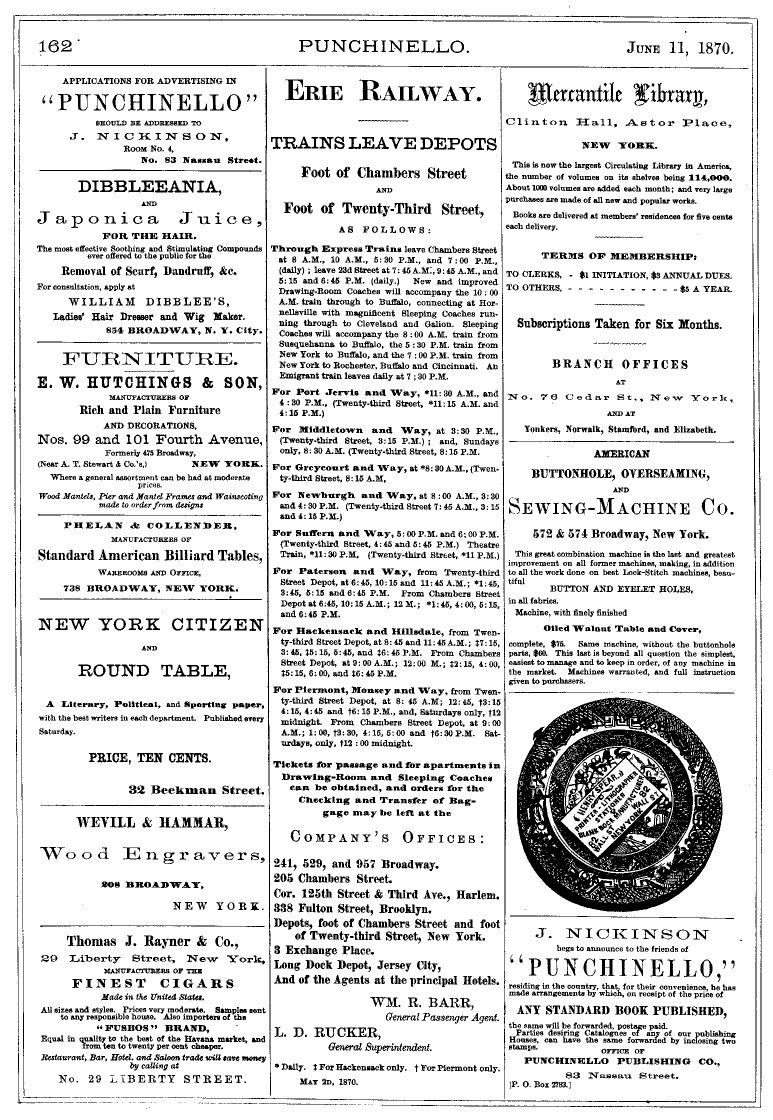 162
PUNCHINELLO.
JUNE 11, 1870.
APPLICATIONS FOR ADVERTISING IN
"PUNCHINELLO"
SHOULD BE ADDRESSED TO
J. NICKINSON,
ROOM No. 4,
No. 83 Nassau Street.
DIBBLEEANIA,
AND
Japonica Juice,
FOR THE HAIR.
The most effective Soothing and Stimulating Compounds
ever offered to the public for the
Removal of Scurf, Dandruff, &c.
For consultation, apply at
WILLIAM DIBBLEE'S,
Ladies' Hair Dresser and Wig Maker.
854 BROADWAY, N. Y. City.
FURNITURE.
E. W. HUTCHINGS & SON,
MANUFACTURERS OF
Rich and Plain Furniture
AND DECORATIONS,
Nos. 99 and 101 Fourth Avenue,
Formerly 475 Broadway,
(Near A. T. Stewart & Co.'s,) NEW YORK.
Where a general assortment can be had at moderate
prices.
Wood Mantels, Pier and Mantel Frames and Wainscoting
made to order from designs
PHELAN & COLLENDER,
MANUFACTURERS OF
Standard American Billiard Tables,
WAREROOMS AND OFFICE,
738 BROADWAY, NEW YORK.
NEW YORK CITIZEN
AND
ROUND TABLE,
A Literary, Political, and Sporting paper,
with the best writers in each department. Published every
Saturday.
PRICE, TEN CENTS.
32 Beekman Street.
WEVILL & HAMMAR,
Wood Engravers,
208 BROADWAY,
NEW YORK.
Thomas J. Rayner & Co.,
29 Liberty Street, New York,
MANUFACTURERS OF THE
FINEST CIGARS
Made in the United States.
All sizes and styles. Prices very moderate. Samples sent
to any responsible house. Also importers of the
"FUSBOS" BRAND,
Equal in quality to the best of the Havana market, and
from ten to twenty per cent cheaper.
Restaurant, Bar, Hotel, and Saloon trade will save money
by calling at
No. 29 LIBERTY STREET.
ERIE RAILWAY.
TRAINS LEAVE DEPOTS
Foot of Chambers Street
AND
Foot of Twenty-Third Street,
AS FOLLOWS:
Through Express Trains leave Chambers Street
at 8 A.M., 10 A.M., 5:30 P.M., and 7:00 P.M.,
(daily); leave 23d Street at 7:45 A.M., 9:45 A.M., and
5:15 and 6:45 P.M. (daily.) New and improved
Drawing-Room Coaches will accompany the 10:00
A.M. train through to Buffalo, connecting at Hor-
nellsville with magnificent Sleeping Coaches run-
ning through to Cleveland and Galion. Sleeping
Coaches will accompany the 8:00 A.M. train from
Susquehanna to Buffalo, the 5:30 P.M. train from
New York to Buffalo, and the 7:00 P.M. train from
New York to Rochester, Buffalo and Cincinnati. An
Emigrant train leaves daily at 7;30 P.M.
For Port Jervis and Way, *11:30 A.M., and
4:30 P.M., (Twenty-third Street, *11:15 A.M. and
4:15 P.M.)
For Middletown and Way, at 3:30 P.M.,
(Twenty-third Street, 3:15 P.M.); and, Sundays
only, 8:30 A.M. (Twenty-third Street, 8:15 P.M.
For Greycourt and Way, at *8:30 A.M., (Twen-
ty-third Street, 8:15 A.M,
For Newburgh and Way, at 8:00 A.M., 3:30
and 4:30 P.M. (Twenty-third Street 7:45 A.M., 3:15
and 4:15 P.M.)
For Suffern and Way, 5:00 P.M. and 6:00 P.M.
(Twenty-third Street, 4:45 and 5:45 P.M.) Theatre
Train, *11:30 P.M. (Twenty-third Street, *11 P.M.)
For Paterson and Way, from Twenty-third
Street Depot, at 6:45, 10:15 and 11:45 A.M.; *1:45,
3:45, 5:15 and 6:45 P.M. From Chambers Street
Depot at 6:45, 10:15 A.M.; 12 M.; *1:45, 4:00, 5:15,
and 6:45 P.M.
For Hackensack and Hillsdale, from Twen-
ty-third Street Depot, at 8:45 and 11:45 A.M.; ‡7:15,
3:45, ‡5:15, 5:45, and ‡6:45 P.M. From Chambers
Street Depot, at 9:00 A.M.; 12:00 M.; ‡2:15, 4:00,
‡5:15, 6:00, and ‡6:45 P.M.
For Piermont, Monsey and Way, from Twen-
ty-third Street Depot, at 8:45 A.M; 12:45, †3:15
4:15, 4:45 and †6:15 P.M., and, Saturdays only, †12
midnight. From Chambers Street Depot, at 9:00
A.M.; 1:00, †3:30, 4:15, 5:00 and †6:30 P.M. Sat-
urdays, only, †12:00 midnight.
Tickets for passage and for apartments in
Drawing-Room and Sleeping Coaches
can be obtained, and orders for the
Checking and Transfer of Bag-
gage may be left at the
COMPANY'S OFFICES:
241, 529, and 957 Broadway.
205 Chambers Street.
Cor. 125th Street & Third Ave., Harlem.
338 Fulton Street, Brooklyn.
Depots, foot of Chambers Street and foot
of Twenty-third Street, New York.
3 Exchange Place.
Long Dock Depot, Jersey City,
And of the Agents at the principal Hotels.
WM. R. BARR,
General Passenger Agent.
L. D. RUCKER,
General Superintendent.
* Daily. ‡ For Hackensack only. † For Piermont only.
MAY 2D, 1870.
Mercantile Library,
Clinton Hall, Astor Place,
NEW YORK.
This is now the largest Circulating Library in America,
the number of volumes on its shelves being 114,000.
About 1000 volumes are added each month; and very large
purchases are made of all new and popular works.
Books are delivered at members' residences for five cents
each delivery.
TERMS OF MEMBERSHIP:
TO CLERKS, - $1 INITIATION, $3 ANNUAL DUES.
TO OTHERS, - - - - - - - - - - - $5 A YEAR.
Subscriptions Taken for Six Months.
BRANCH OFFICES
AT
No. 76 Cedar St., New York,
AND AT
Yonkers, Norwalk, Stamford, and Elizabeth.
AMERICAN
BUTTONHOLE, OVERSEAMING,
AND
SEWING-MACHINE CO.
572 & 574 Broadway, New York.
This great combination machine is the last and greatest
improvement on all former machines, making, in addition
to all the work done on best Lock-Stitch machines, beau-
tiful
BUTTON AND EYELET HOLES,
in all fabrics.
Machine, with finely finished
Oiled Walnut Table and Cover,
complete, $75. Same machine, without the buttonhole
parts, $60. This last is beyond all question the simplest,
easiest to manage and to keep in order, of any machine in
the market. Machines warranted, and full instruction
given to purchasers.
HENRY SPEAR
PRINTER - LITHOGRAPHER
STATIONER
BLANK BOOK MANUFACTURER
82 WALL ST
NEW YORK
J. NICKINSON
begs to announce to the friends of
"PUNCHINELLO,"
residing in the country, that, for their convenience, he has
made arrangements by which, on receipt of the price of
ANY STANDARD BOOK PUBLISHED,
the same will be forwarded, postage paid.
Parties desiring Catalogues of any of our publishing
Houses, can have the same forwarded by inclosing two
stamps.
OFFICE OF
PUNCHINELLO PUBLISHING CO.,
83 Nassau Street.
[P. O. Box 2783.]